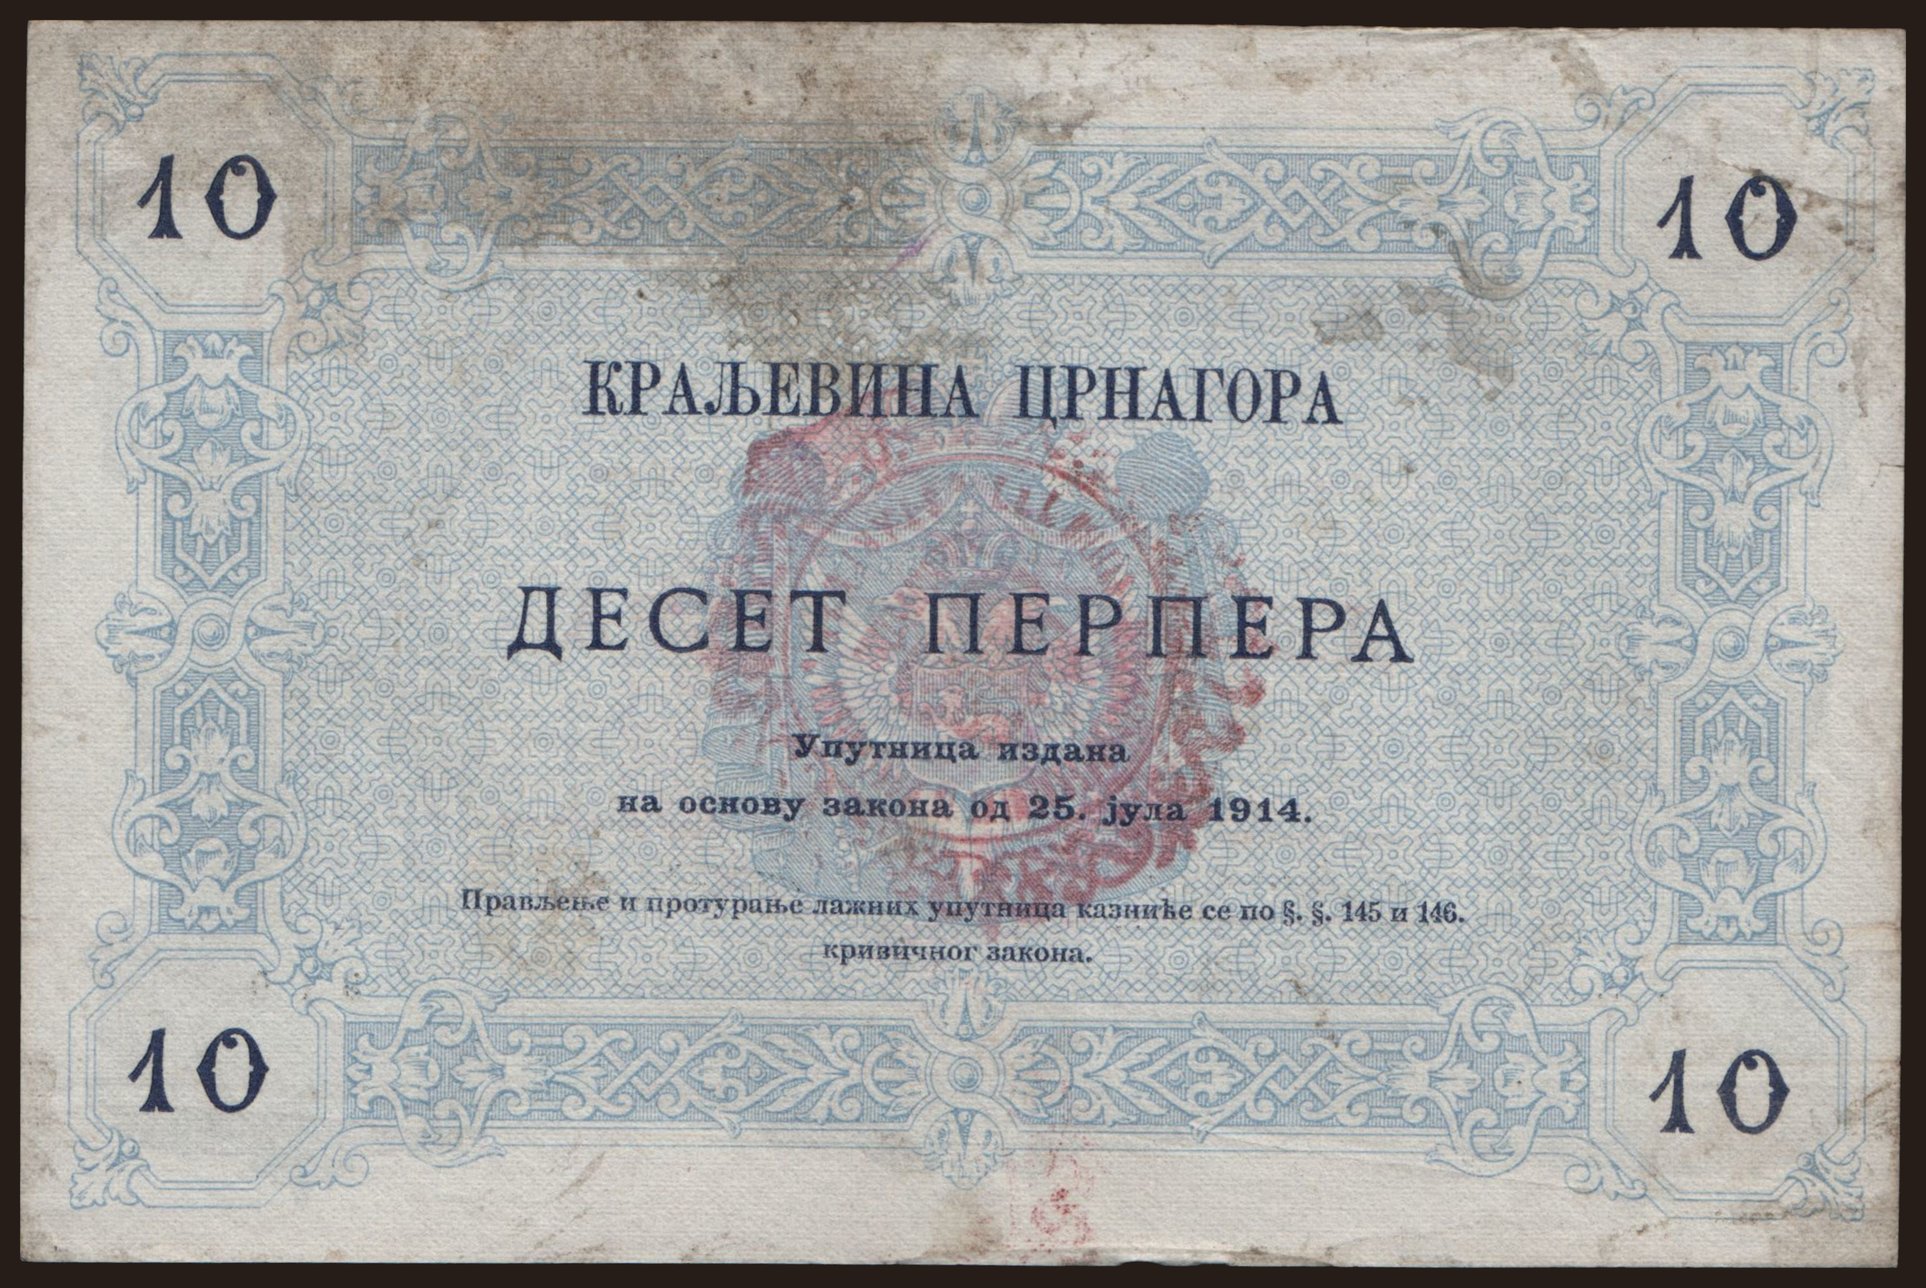 10 10
КРАЉЕВИНА ЦРНАГОРА
ДЕСЕТ ПЕРПЕРА
Упутница издана
на основу закона од 25. јула 1914.
Прављење и протурање лажних упутница казниће се по §. §. 145 и 146.
кривичног закона.
10 10